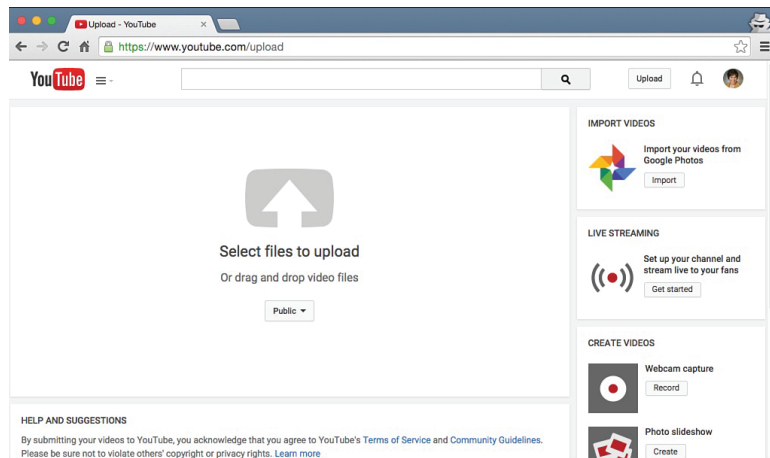 Upload - YouTube
https://www.youtube.com/upload
YouTube
Upload
Select files to upload
Or drag and drop video files
Public
HELP AND SUGGESTIONS
By submitting your videos to YouTube, you acknowledge that you agree to YouTube's Terms of Service and Community Guidelines.
Please be sure not to violate others' copyright or privacy rights. Learn more
IMPORT VIDEOS
Import your videos from
Google Photos
Import
LIVE STREAMING
Set up your channel and
stream live to your fans
Get started
CREATE VIDEOS
Webcam capture
Record
Photo slideshow
Create